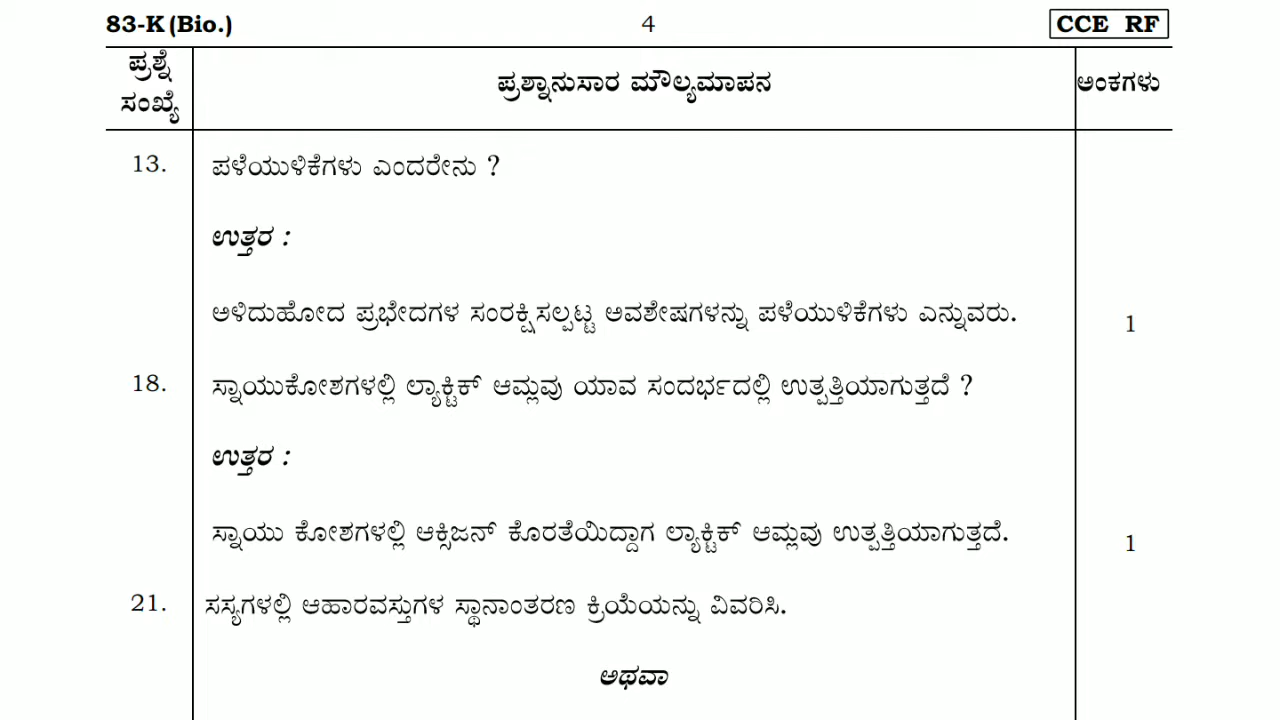 83-K (Bio.) 4 CCE RF
ಪ್ರಶ್ನೆ
ಸಂಖ್ಯೆ ಪ್ರಶ್ನಾನುಸಾರ ಮೌಲ್ಯಮಾಪನ ಅಂಕಗಳು
13. ಪಳೆಯುಳಿಕೆಗಳು ಎಂದರೇನು ?
ಉತ್ತರ :
ಅಳಿದುಹೋದ ಪ್ರಭೇದಗಳ ಸಂರಕ್ಷಿಸಲ್ಪಟ್ಟ ಅವಶೇಷಗಳನ್ನು ಪಳೆಯುಳಿಕೆಗಳು ಎನ್ನುವರು. 1
18. ಸ್ನಾಯುಕೋಶಗಳಲ್ಲಿ ಲ್ಯಾಕ್ಟಿಕ್ ಆಮ್ಲವು ಯಾವ ಸಂದರ್ಭದಲ್ಲಿ ಉತ್ಪತ್ತಿಯಾಗುತ್ತದೆ ?
ಉತ್ತರ :
ಸ್ನಾಯು ಕೋಶಗಳಲ್ಲಿ ಆಕ್ಸಿಜನ್ ಕೊರತೆಯಿದ್ದಾಗ ಲ್ಯಾಕ್ಟಿಕ್ ಆಮ್ಲವು ಉತ್ಪತ್ತಿಯಾಗುತ್ತದೆ. 1
21. ಸಸ್ಯಗಳಲ್ಲಿ ಆಹಾರವಸ್ತುಗಳ ಸ್ಥಾನಾಂತರಣ ಕ್ರಿಯೆಯನ್ನು ವಿವರಿಸಿ.
ಅಥವಾ